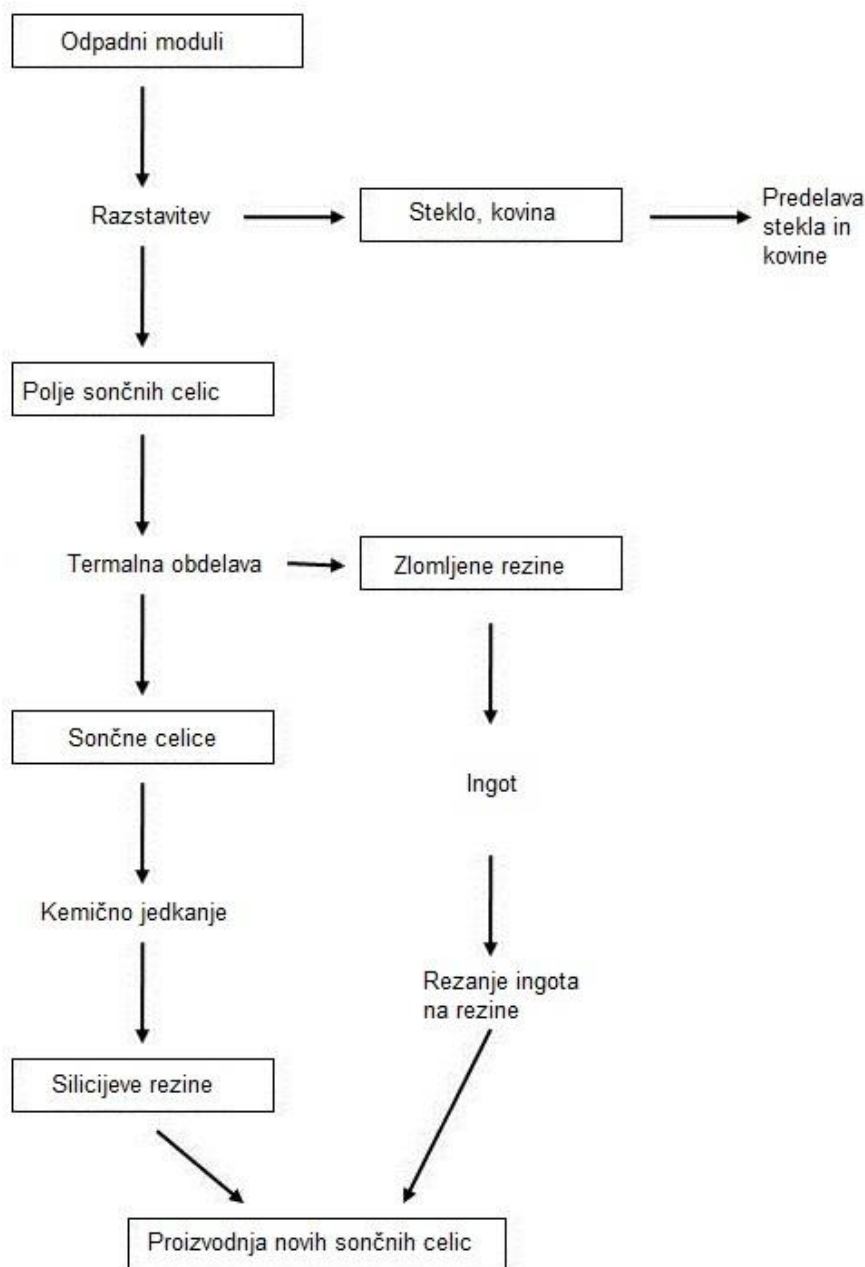 Odpadni moduli
Razstavitev
Steklo, kovina
Predelava
stekla in
kovine
Polje sončnih celic
Termalna obdelava
Zlomljene rezine
Sončne celice
Ingot
Kemično jedkanje
Rezanje ingota
na rezine
Silicijeve rezine
Proizvodnja novih sončnih celic